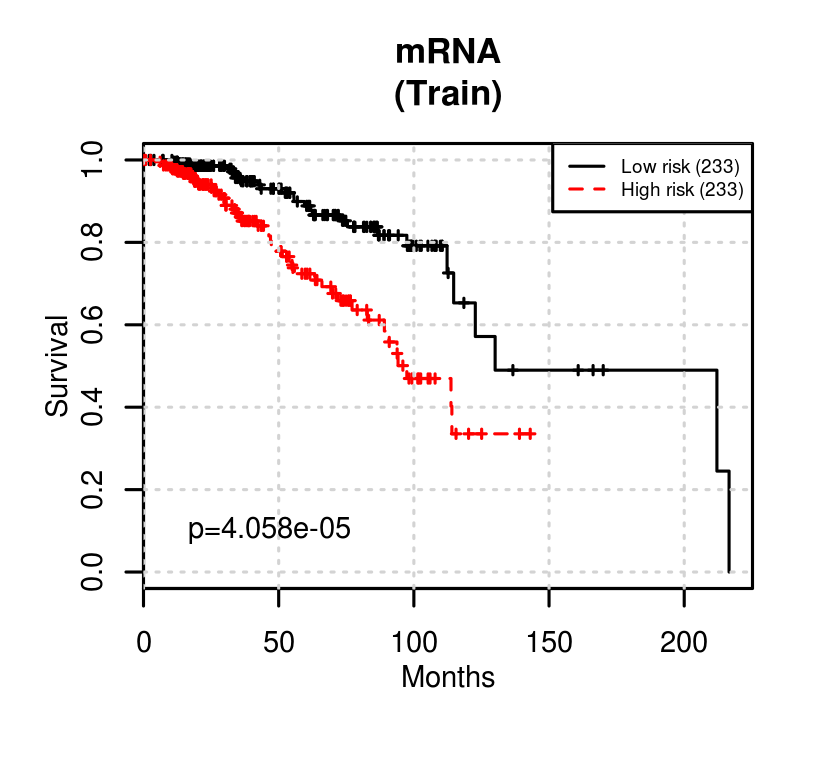 mRNA
(Train)
Low risk (233)
High risk (233)
Survival
1.0
0.8
0.6
0.4
0.2
0.0
p=4.058e-05
0 50 100 150 200
Months